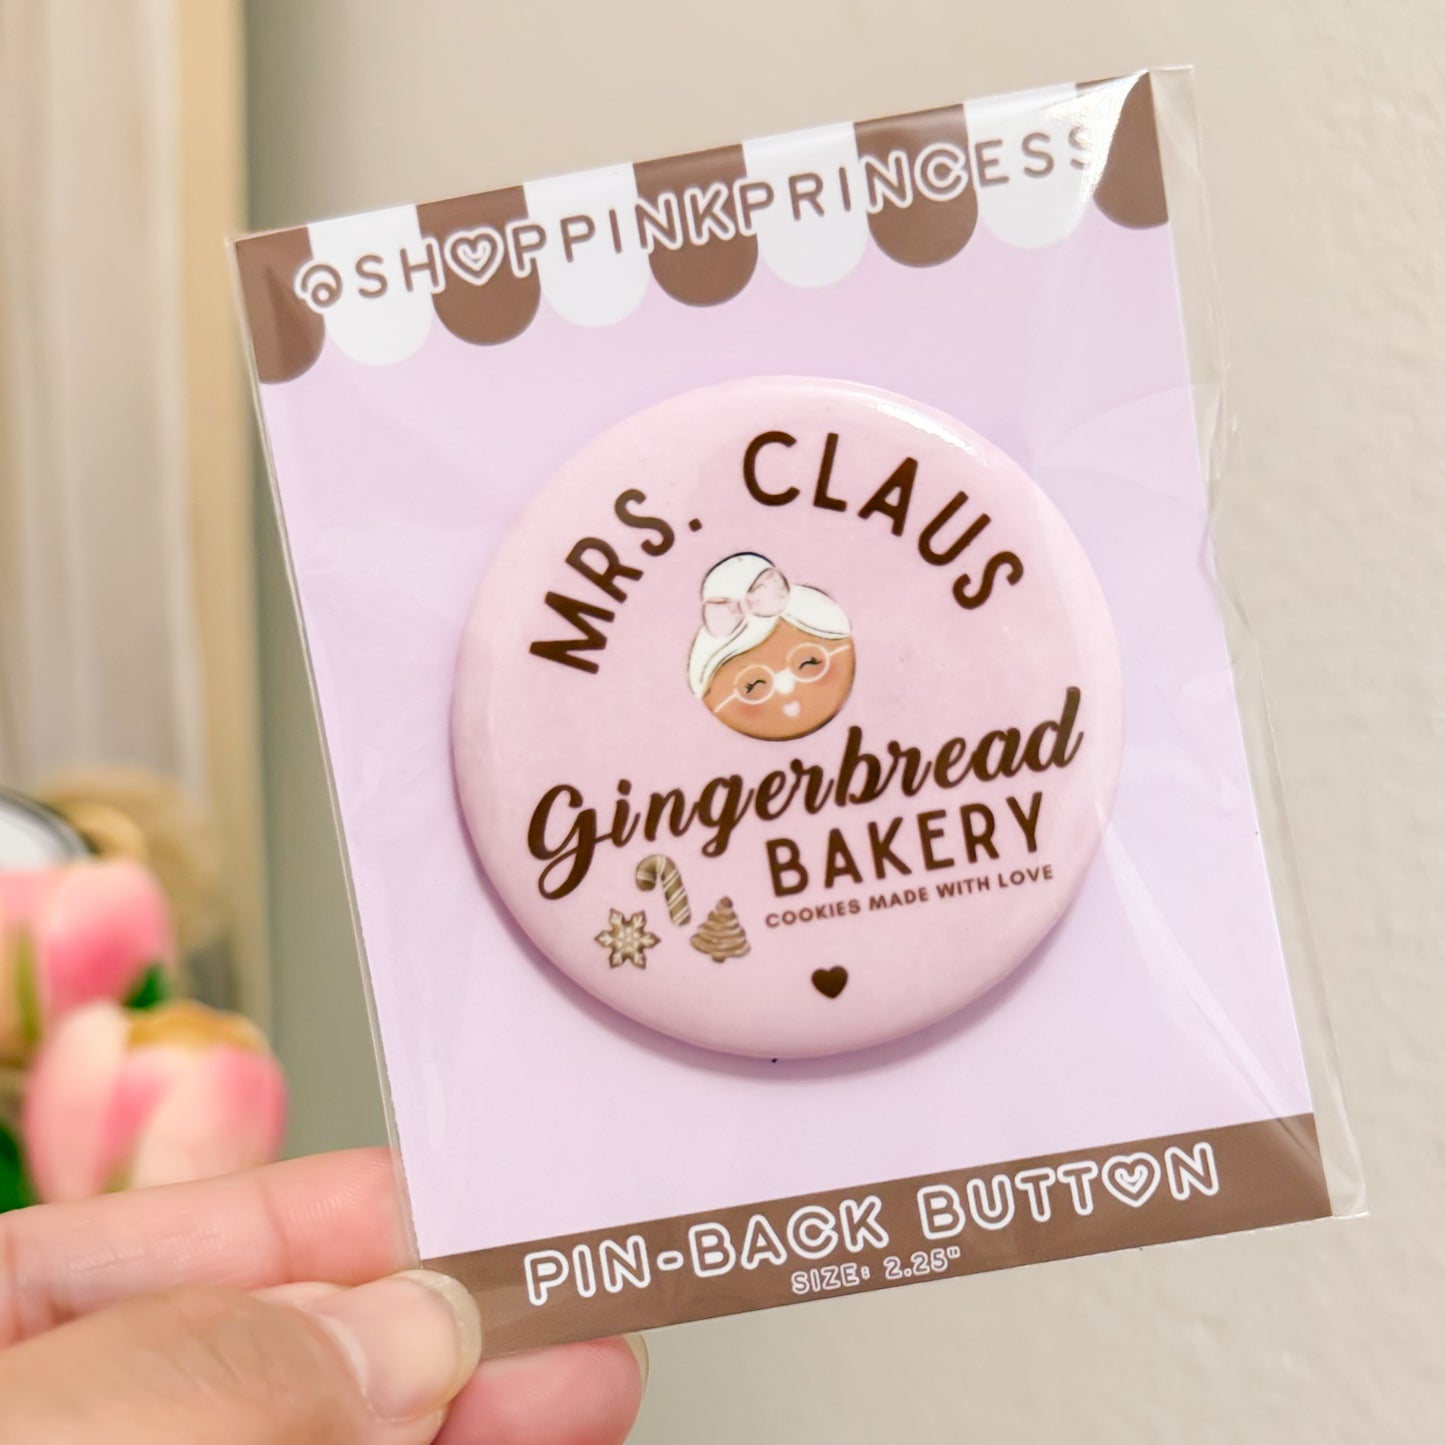 @SHOPPINKPRINCESS
MRS. CLAUS
Gingerbread
BAKERY
COOKIES MADE WITH LOVE
PIN-BACK BUTTON
SIZE: 2.25"